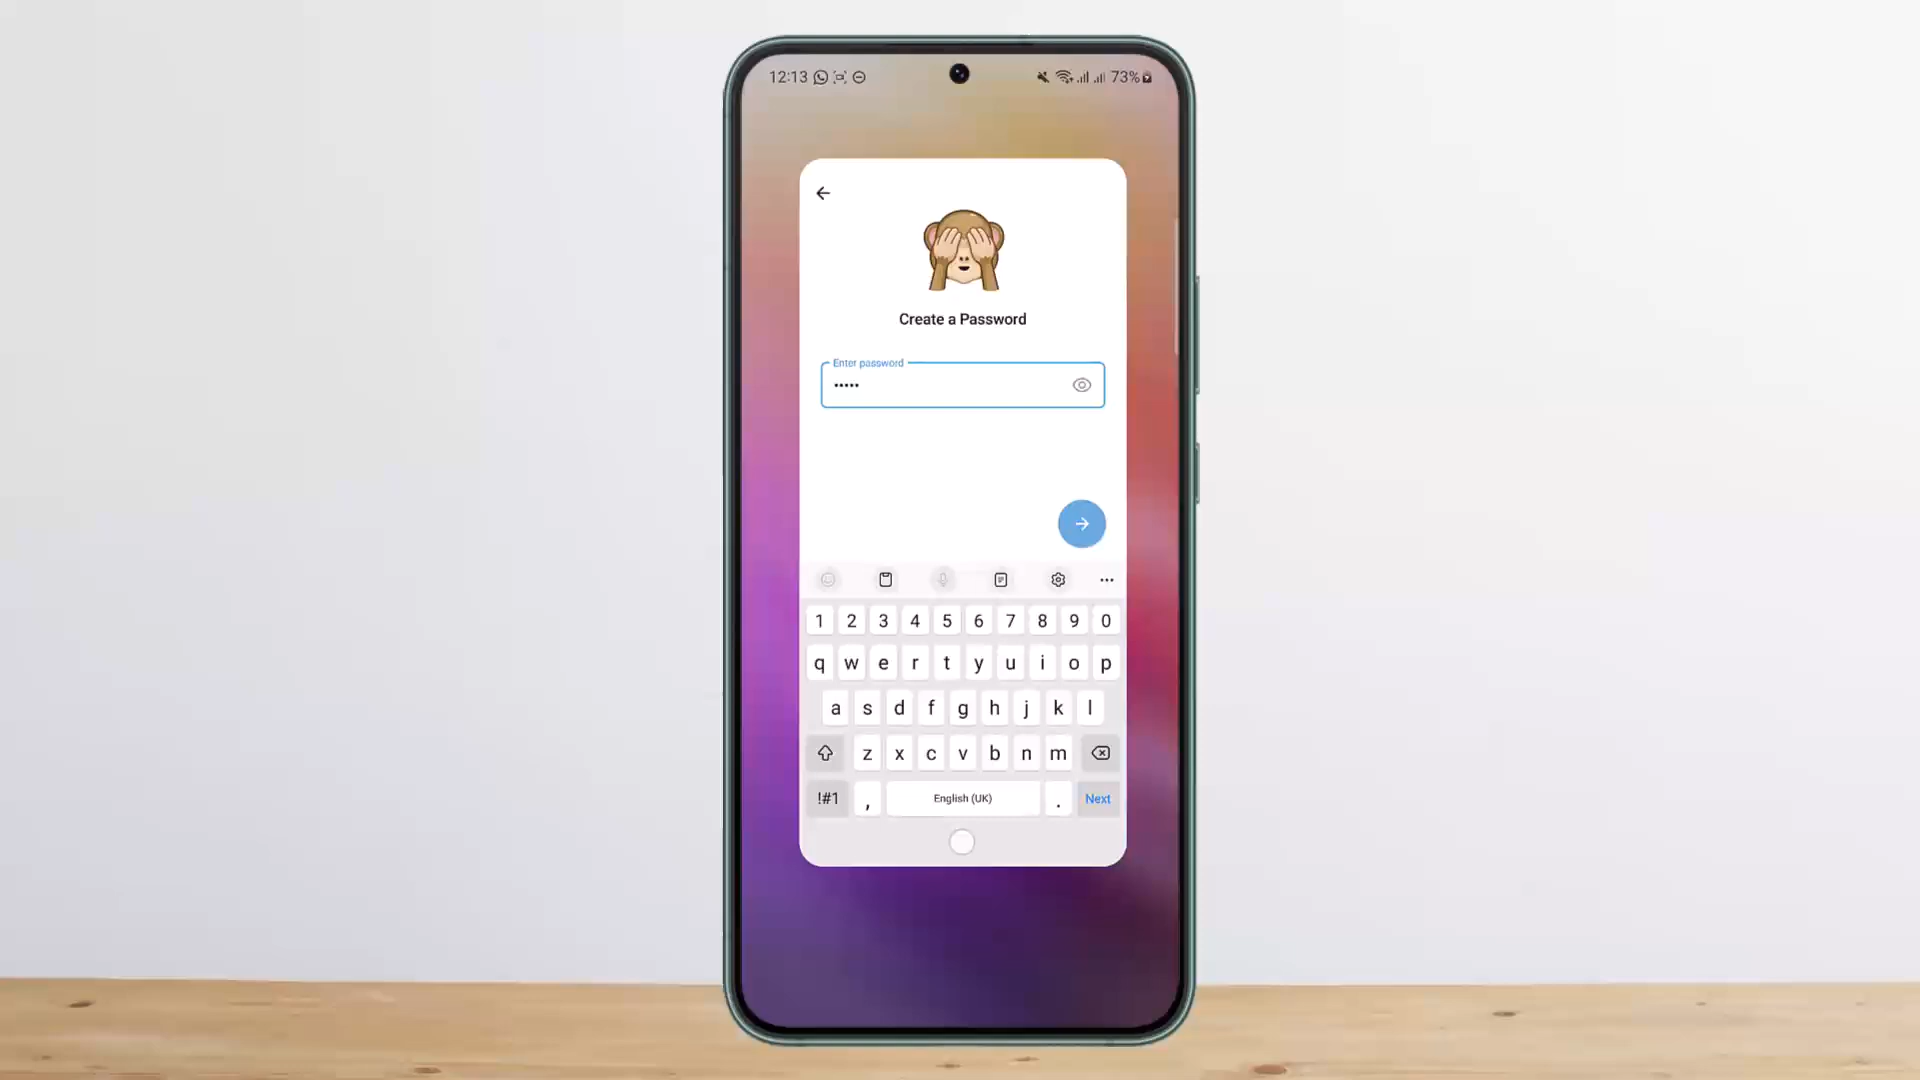 12:13
73%
Create a Password
Enter password
•••••
1 2 3 4 5 6 7 8 9 0
q w e r t y u i o p
a s d f g h j k l
z x c v b n m
!#1 , English (UK) . Next